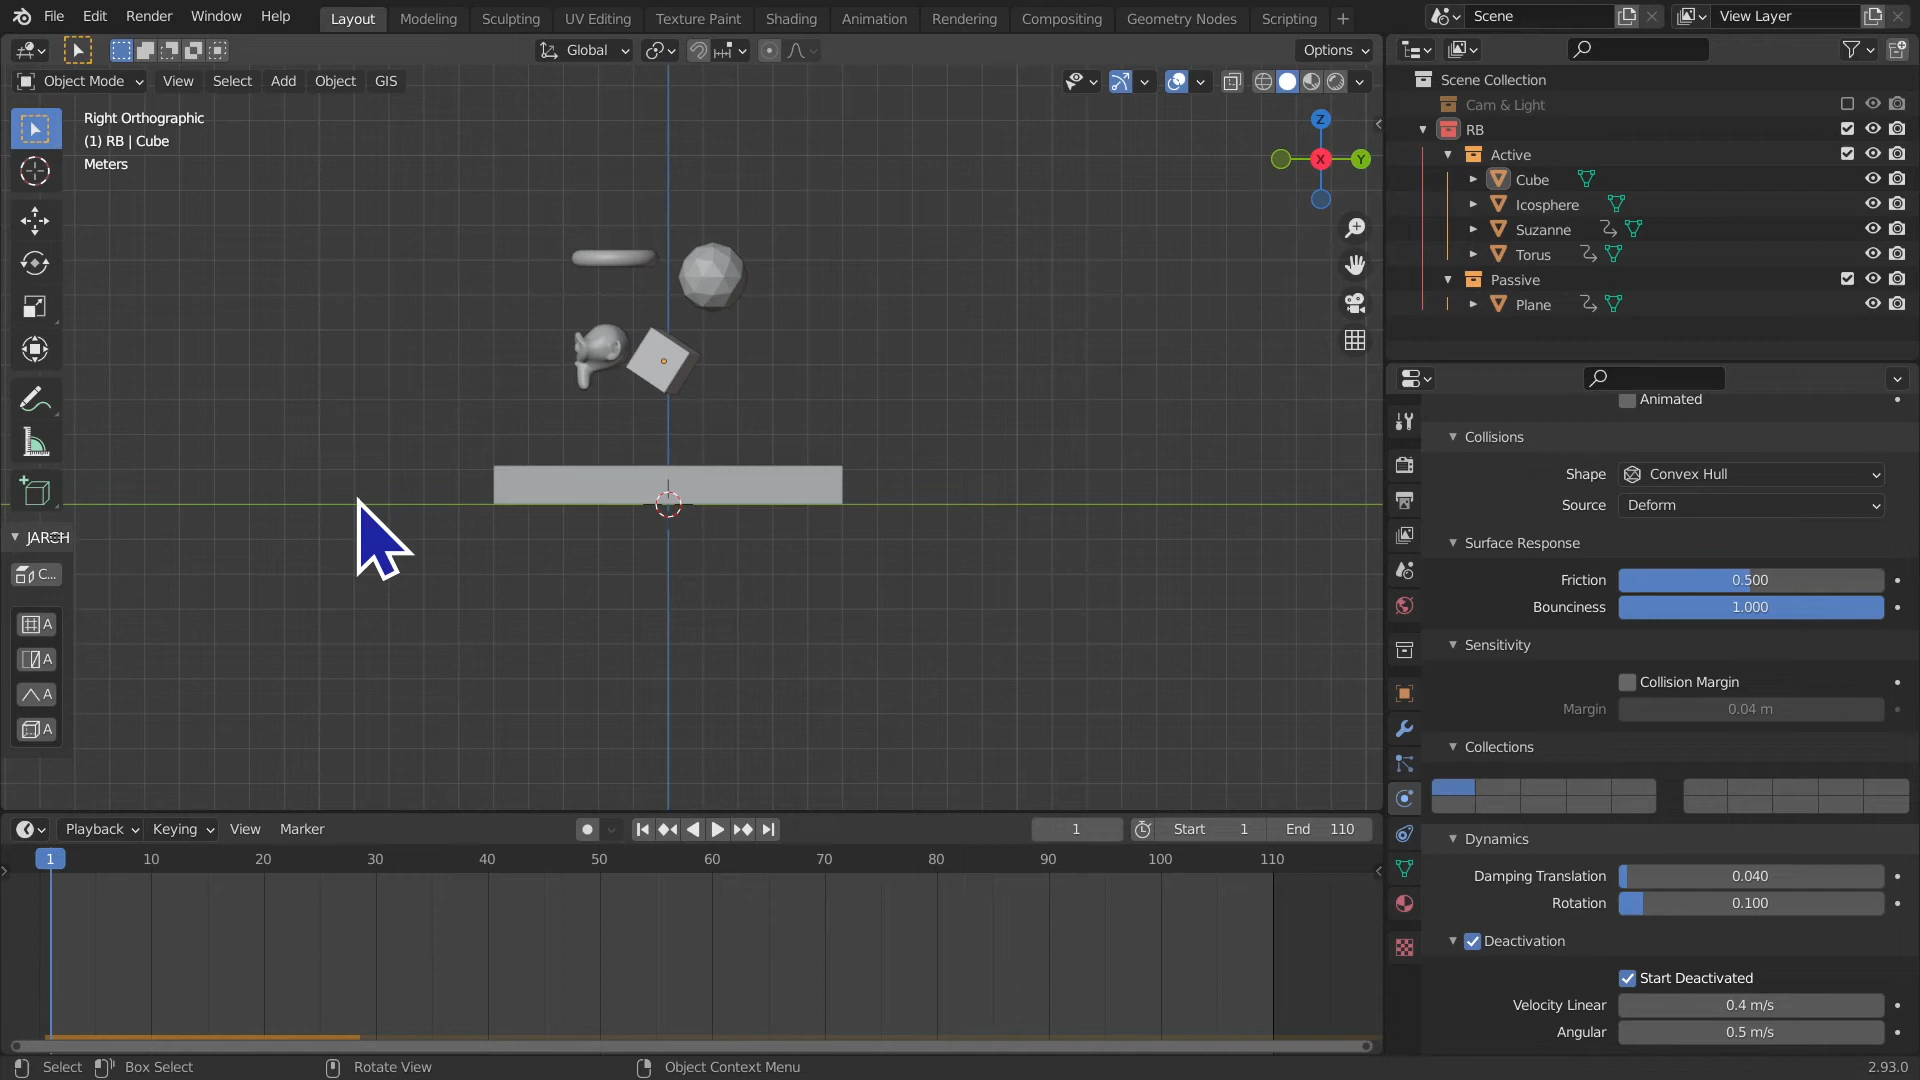 File Edit Render Window Help Layout Modeling Sculpting UV Editing Texture Paint Shading Animation Rendering Compositing Geometry Nodes Scripting + Scene View Layer
Global Options
Object Mode View Select Add Object GIS
Right Orthographic
(1) RB | Cube
Meters
Z
X
Y
Scene Collection
Cam & Light
RB
Active
Cube
Icosphere
Suzanne
Torus
Passive
Plane
C...
A
A
A
A
Animated
Collisions
Shape Convex Hull
Source Deform
Surface Response
Friction 0.500
Bounciness 1.000
Sensitivity
Collision Margin
Margin 0.04 m
Collections
Dynamics
Damping Translation 0.040
Rotation 0.100
Deactivation
Start Deactivated
Velocity Linear 0.4 m/s
Angular 0.5 m/s
Playback Keying View Marker 1 Start 1 End 110
1 10 20 30 40 50 60 70 80 90 100 110
Select Box Select Rotate View Object Context Menu 2.93.0